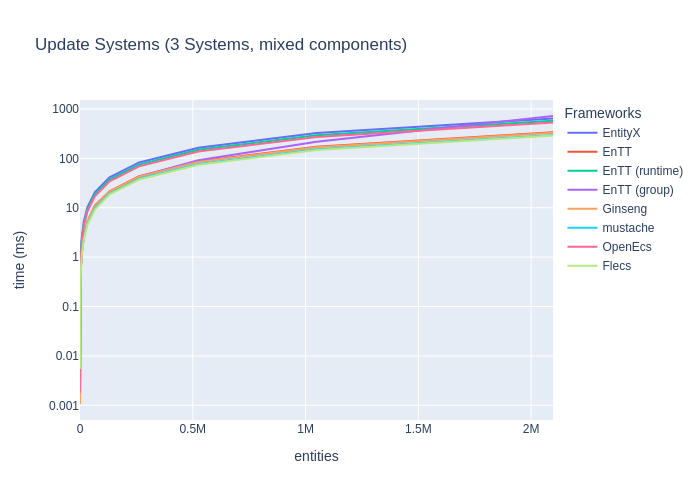 Update Systems (3 Systems, mixed components)
1000
100
10
1
0.1
0.01
0.001
time (ms)
0
0.5M
1M
1.5M
2M
entities
Frameworks
EntityX
EnTT
EnTT (runtime)
EnTT (group)
Ginseng
mustache
OpenEcs
Flecs